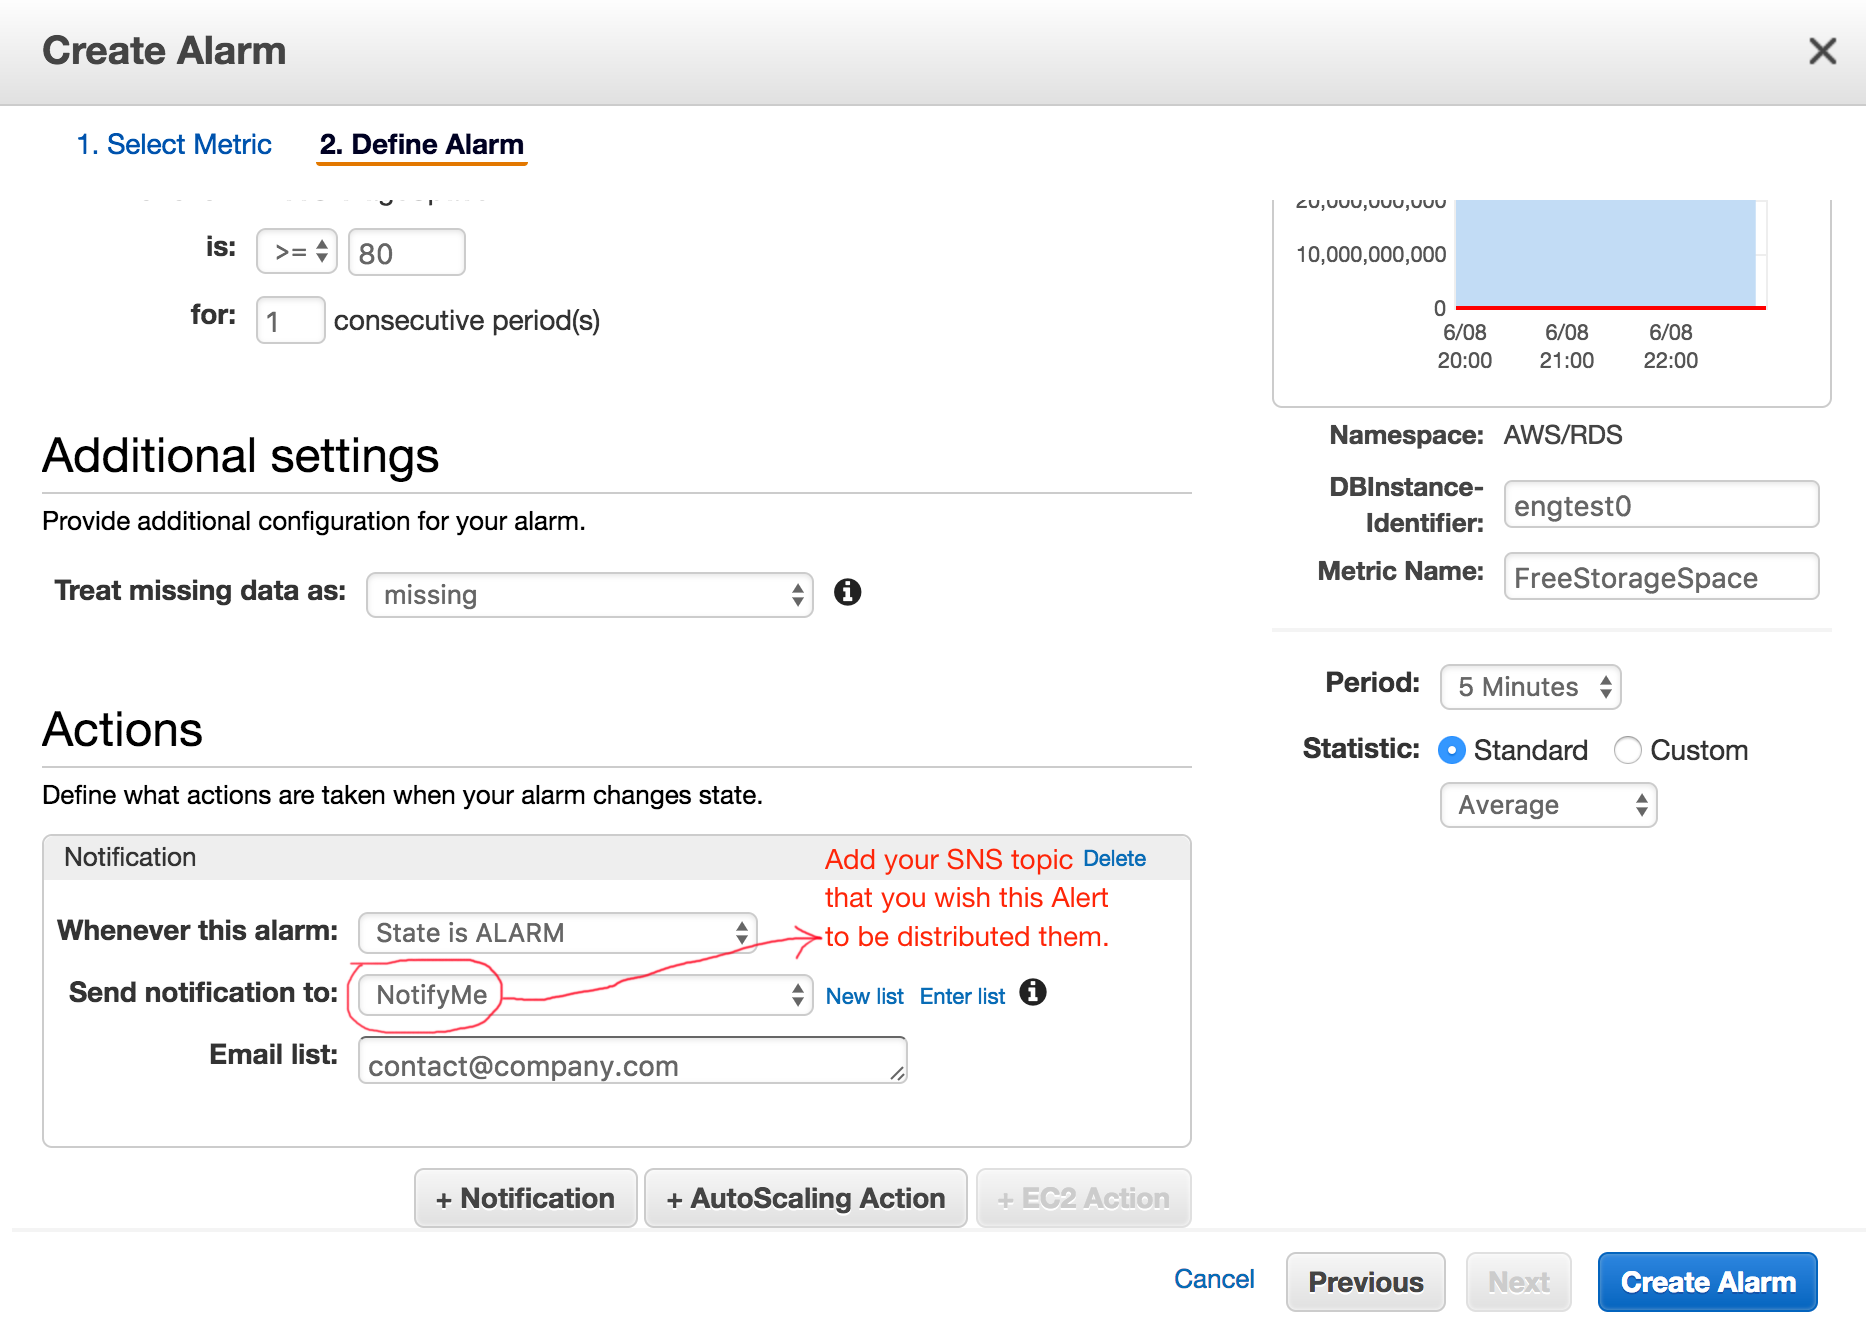 Create Alarm
1. Select Metric 2. Define Alarm
is: >= 80
for: 1 consecutive period(s)
20,000,000,000
10,000,000,000
0
6/08 6/08 6/08
20:00 21:00 22:00
Additional settings
Provide additional configuration for your alarm.
Treat missing data as: missing
Namespace: AWS/RDS
DBInstance-
Identifier: engtest0
Metric Name: FreeStorageSpace
Period: 5 Minutes
Statistic: Standard Custom
Average
Actions
Define what actions are taken when your alarm changes state.
Notification Delete
Add your SNS topic
that you wish this Alert
to be distributed them.
Whenever this alarm: State is ALARM
Send notification to: NotifyMe New list Enter list
Email list: contact@company.com
+ Notification + AutoScaling Action + EC2 Action
Cancel Previous Next Create Alarm